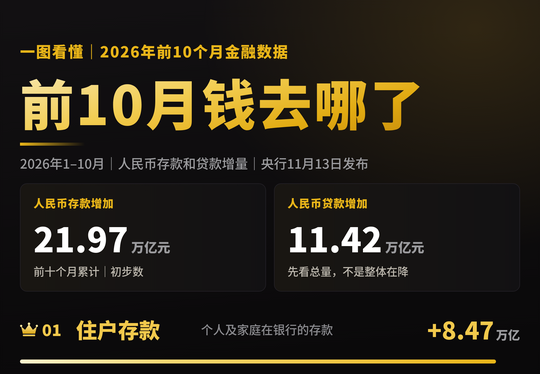 一图看懂｜2026年前10个月金融数据
前10月钱去哪了
2026年1–10月｜人民币存款和贷款增量｜央行11月13日发布
人民币存款增加
21.97万亿元
前十个月累计｜初步数
人民币贷款增加
11.42万亿元
先看总量，不是整体在降
01 住户存款 个人及家庭在银行的存款 +8.47万亿